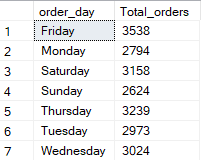 order_day Total_orders
1 Friday 3538
2 Monday 2794
3 Saturday 3158
4 Sunday 2624
5 Thursday 3239
6 Tuesday 2973
7 Wednesday 3024